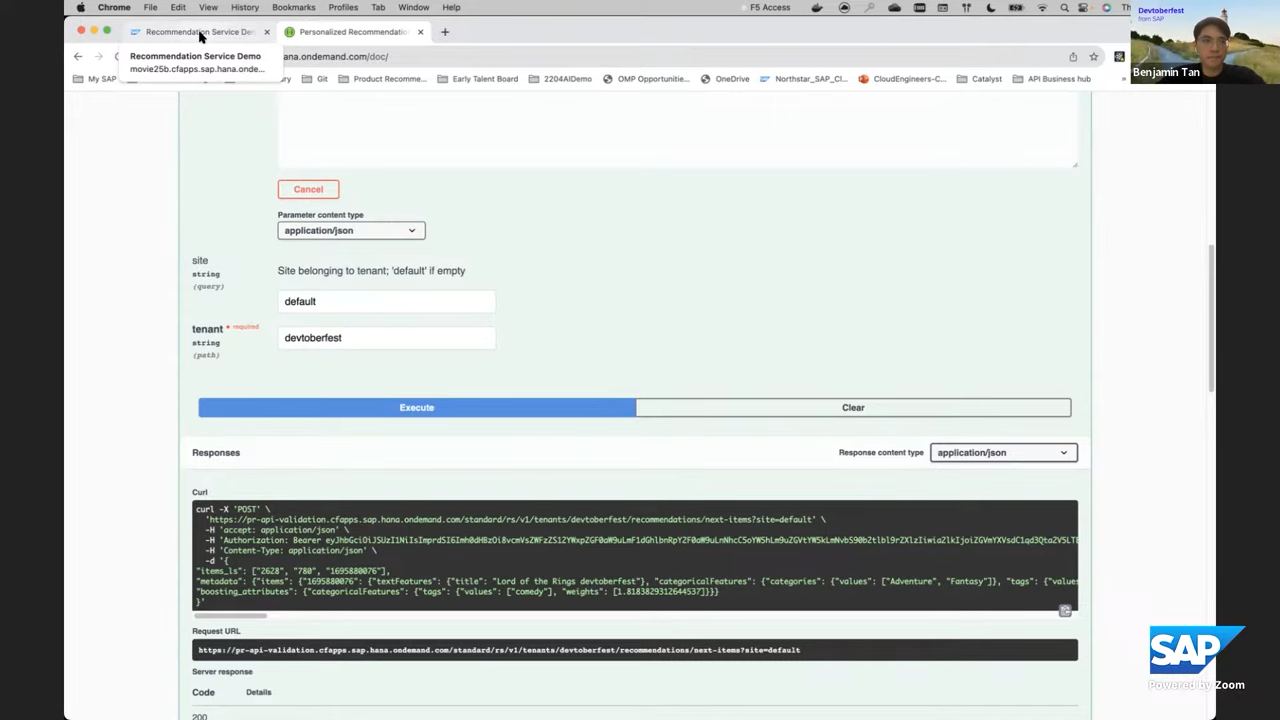 Chrome File Edit View History Bookmarks Profiles Tab Window Help F5 Access
Devtoberfest
from SAP
Benjamin Tan
Recommendation Service De
Personalized Recommendatio
Recommendation Service Demo
movie25b.cfapps.sap.hana.onde...
hana.ondemand.com/doc/
My SAP Git Product Recomme... Early Talent Board 2204AIDemo OMP Opportunitie... OneDrive Northstar_SAP_Cl... CloudEngineers-C... Catalyst API Business hub
Cancel
Parameter content type
application/json
site
string
(query)
Site belonging to tenant; 'default' if empty
default
tenant * required
string
(path)
devtoberfest
Execute Clear
Responses
Response content type application/json
Curl
curl -X 'POST' \
'https://pr-api-validation.cfapps.sap.hana.ondemand.com/standard/rs/v1/tenants/devtoberfest/recommendations/next-items?site=default' \
-H 'accept: application/json' \
-H 'Authorization: Bearer
-H 'Content-Type: application/json' \
-d '{
"items_ls": ["2628", "780", "1695880076"],
"metadata": {"items": {"1695880076": {"textFeatures": {"title": "Lord of the Rings devtoberfest"}, "categoricalFeatures": {"categories": {"values": ["Adventure", "Fantasy"]}, "tags": {"values
"boosting_attributes": {"categoricalFeatures": {"tags": {"values": ["comedy"], "weights": [1.8183829312644537]}}}
}'
Request URL
https://pr-api-validation.cfapps.sap.hana.ondemand.com/standard/rs/v1/tenants/devtoberfest/recommendations/next-items?site=default
Server response
Code Details
200
SAP
Powered by Zoom